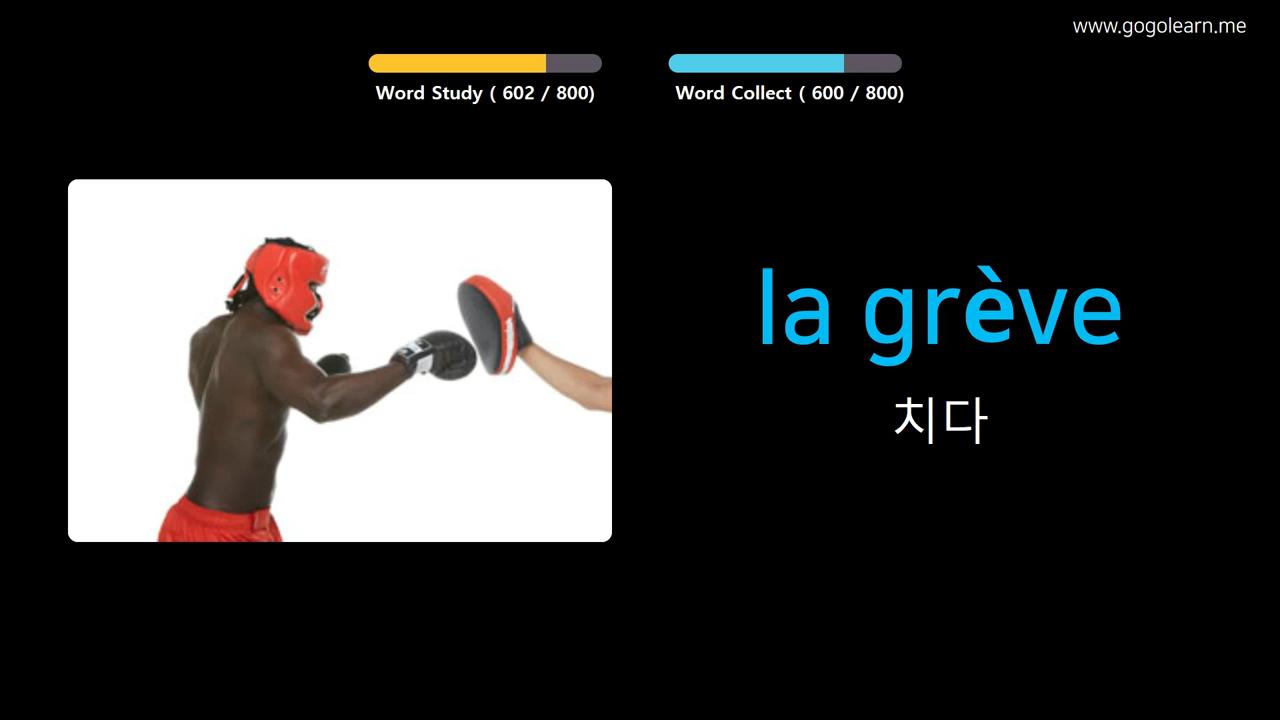 www.gogolearn.me
Word Study ( 602 / 800)
Word Collect ( 600 / 800)
la grève
치다